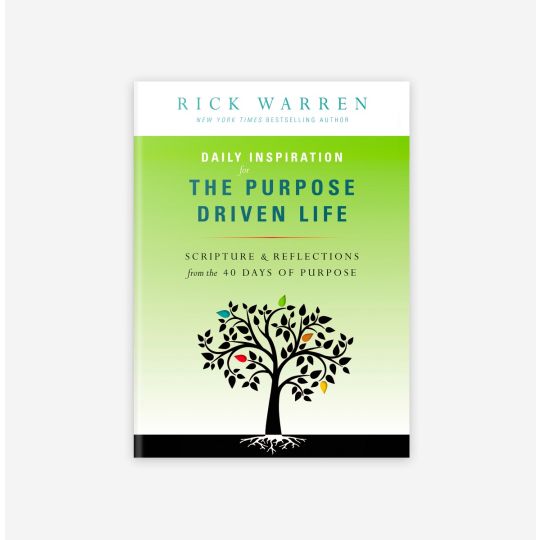 RICK WARREN
NEW YORK TIMES BESTSELLING AUTHOR
DAILY INSPIRATION
for
THE PURPOSE
DRIVEN LIFE
SCRIPTURE & REFLECTIONS
from the 40 DAYS OF PURPOSE